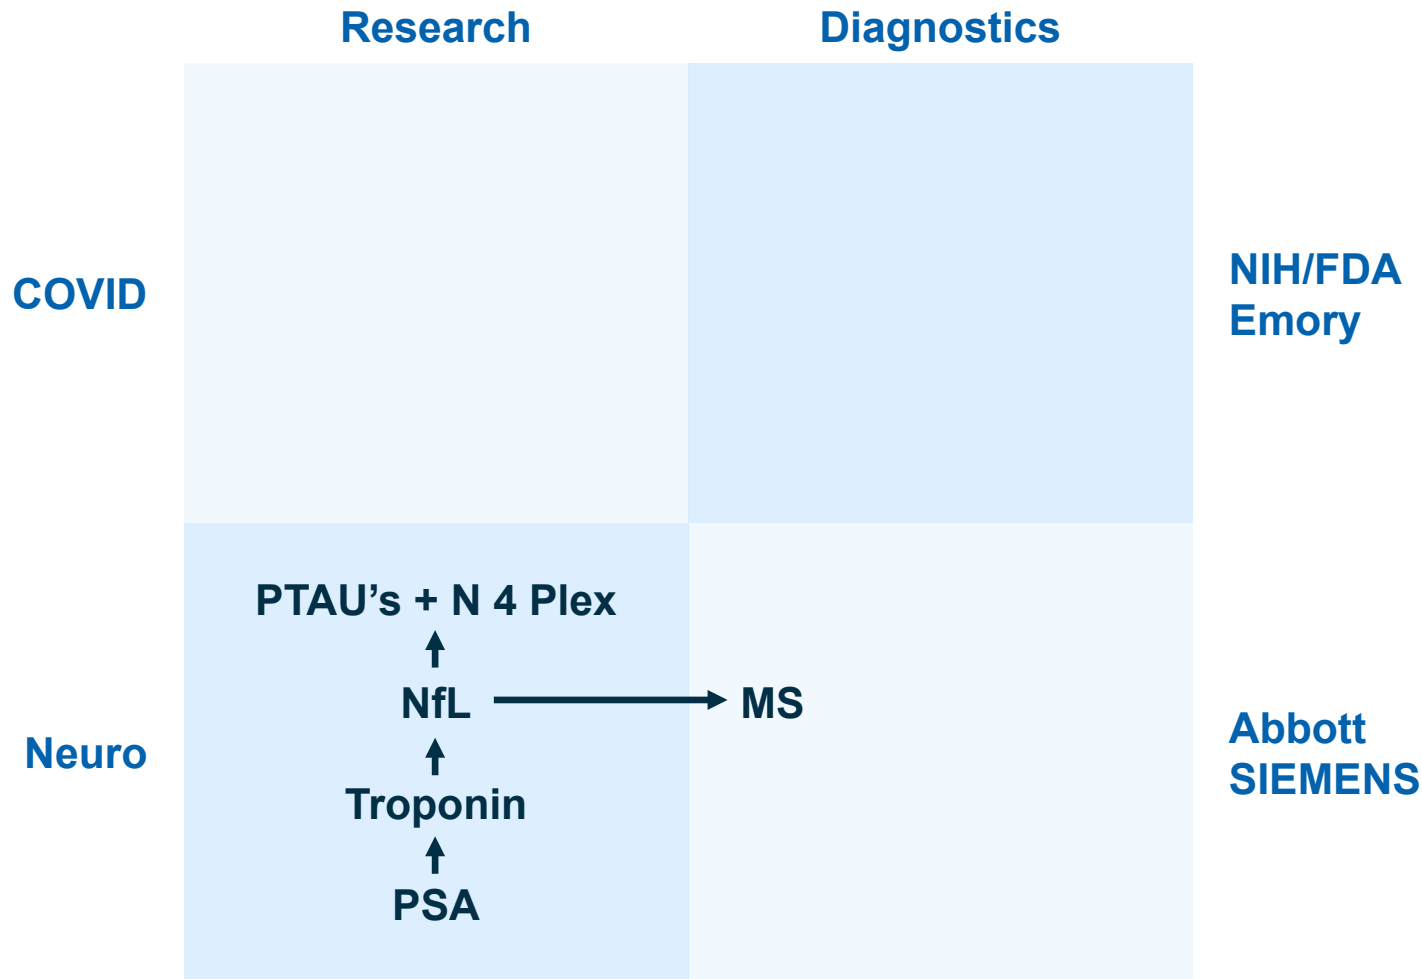 Research
Diagnostics
COVID
NIH/FDA
Emory
PTAU’s + N 4 Plex
NfL
MS
Neuro
Abbott
SIEMENS
Troponin
PSA